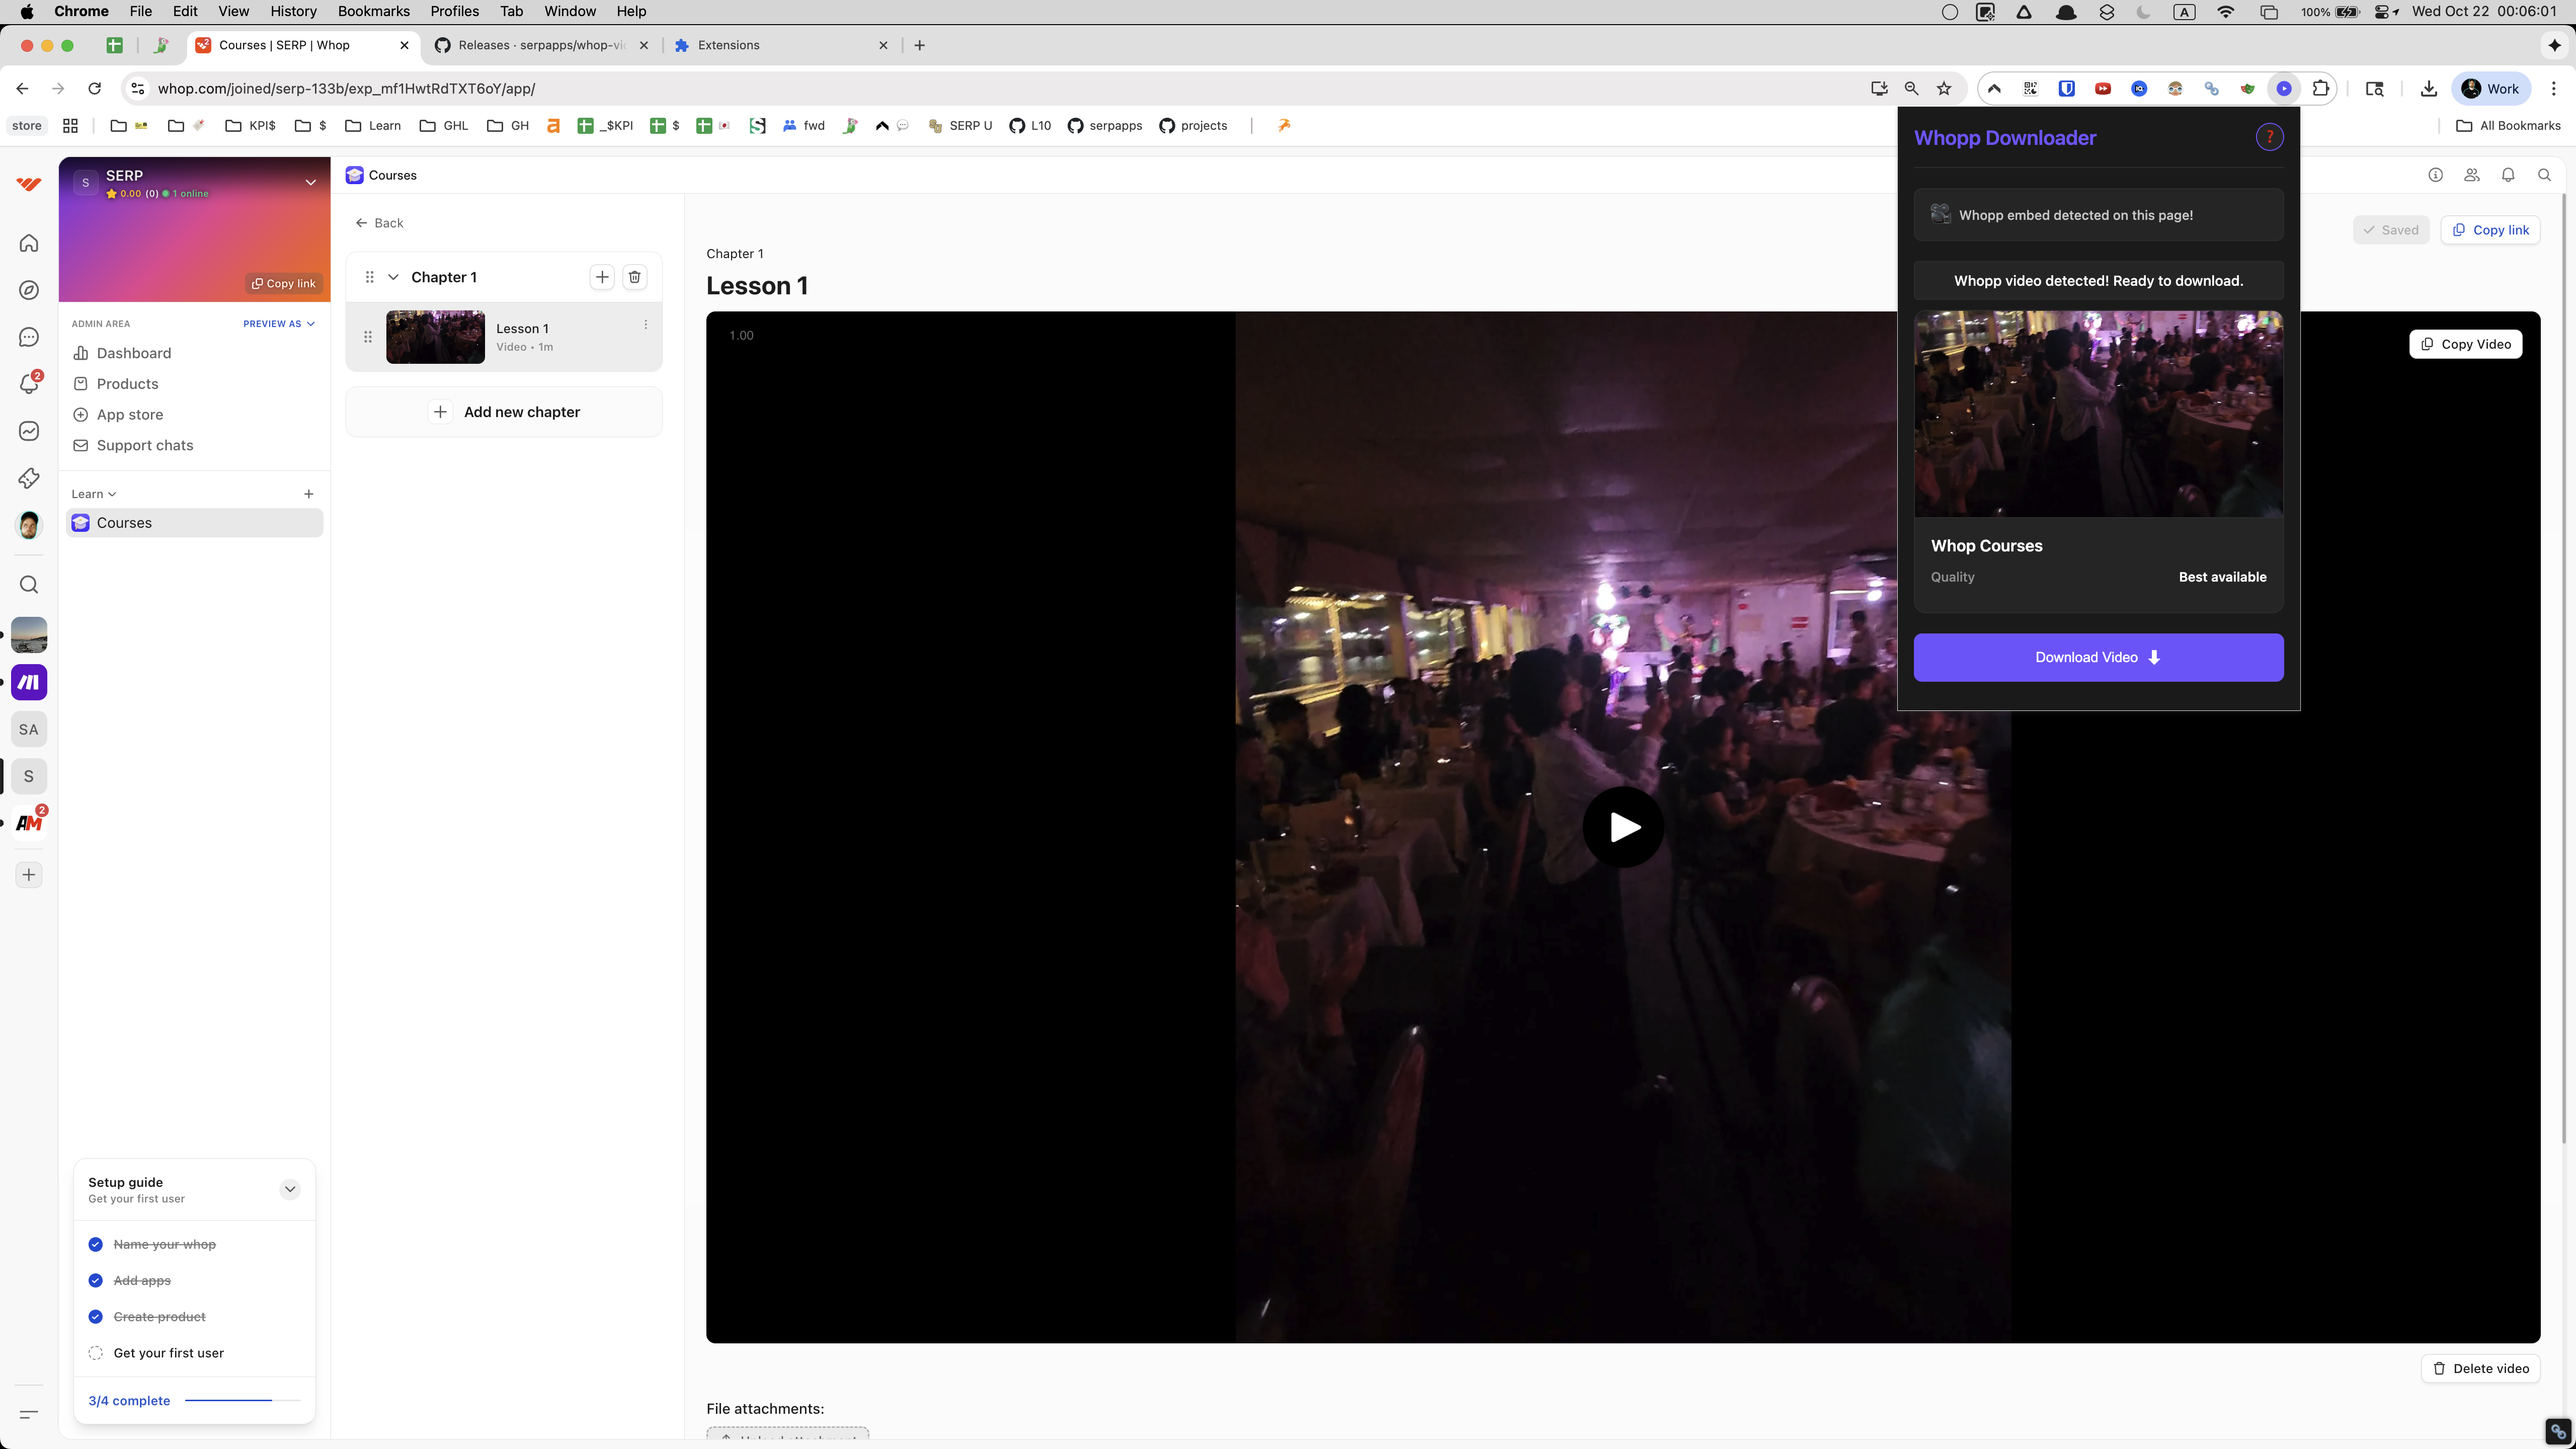 Chrome File Edit View History Bookmarks Profiles Tab Window Help
A 100% Wed Oct 22 00:06:01
Courses | SERP | Whop
Releases · serpapps/whop-vi
Extensions
whop.com/joined/serp-133b/exp_mf1HwtRdTXT6oY/app/
Work
store KPI$ $ Learn GHL GH _$KPI $ fwd SERP U L10 serpapps projects All Bookmarks
S
SERP
0.00 (0) 1 online
Copy link
ADMIN AREA PREVIEW AS
Dashboard
Products
App store
Support chats
Learn
Courses
2
SA
S
AM
2
Setup guide
Get your first user
Name your whop
Add apps
Create product
Get your first user
3/4 complete
Courses
Back
Chapter 1
Lesson 1
Video • 1m
Add new chapter
Chapter 1
Lesson 1
Saved
Copy link
1.00
Copy Video
Delete video
File attachments:
Whopp Downloader
?
Whopp embed detected on this page!
Whopp video detected! Ready to download.
Whop Courses
Quality Best available
Download Video